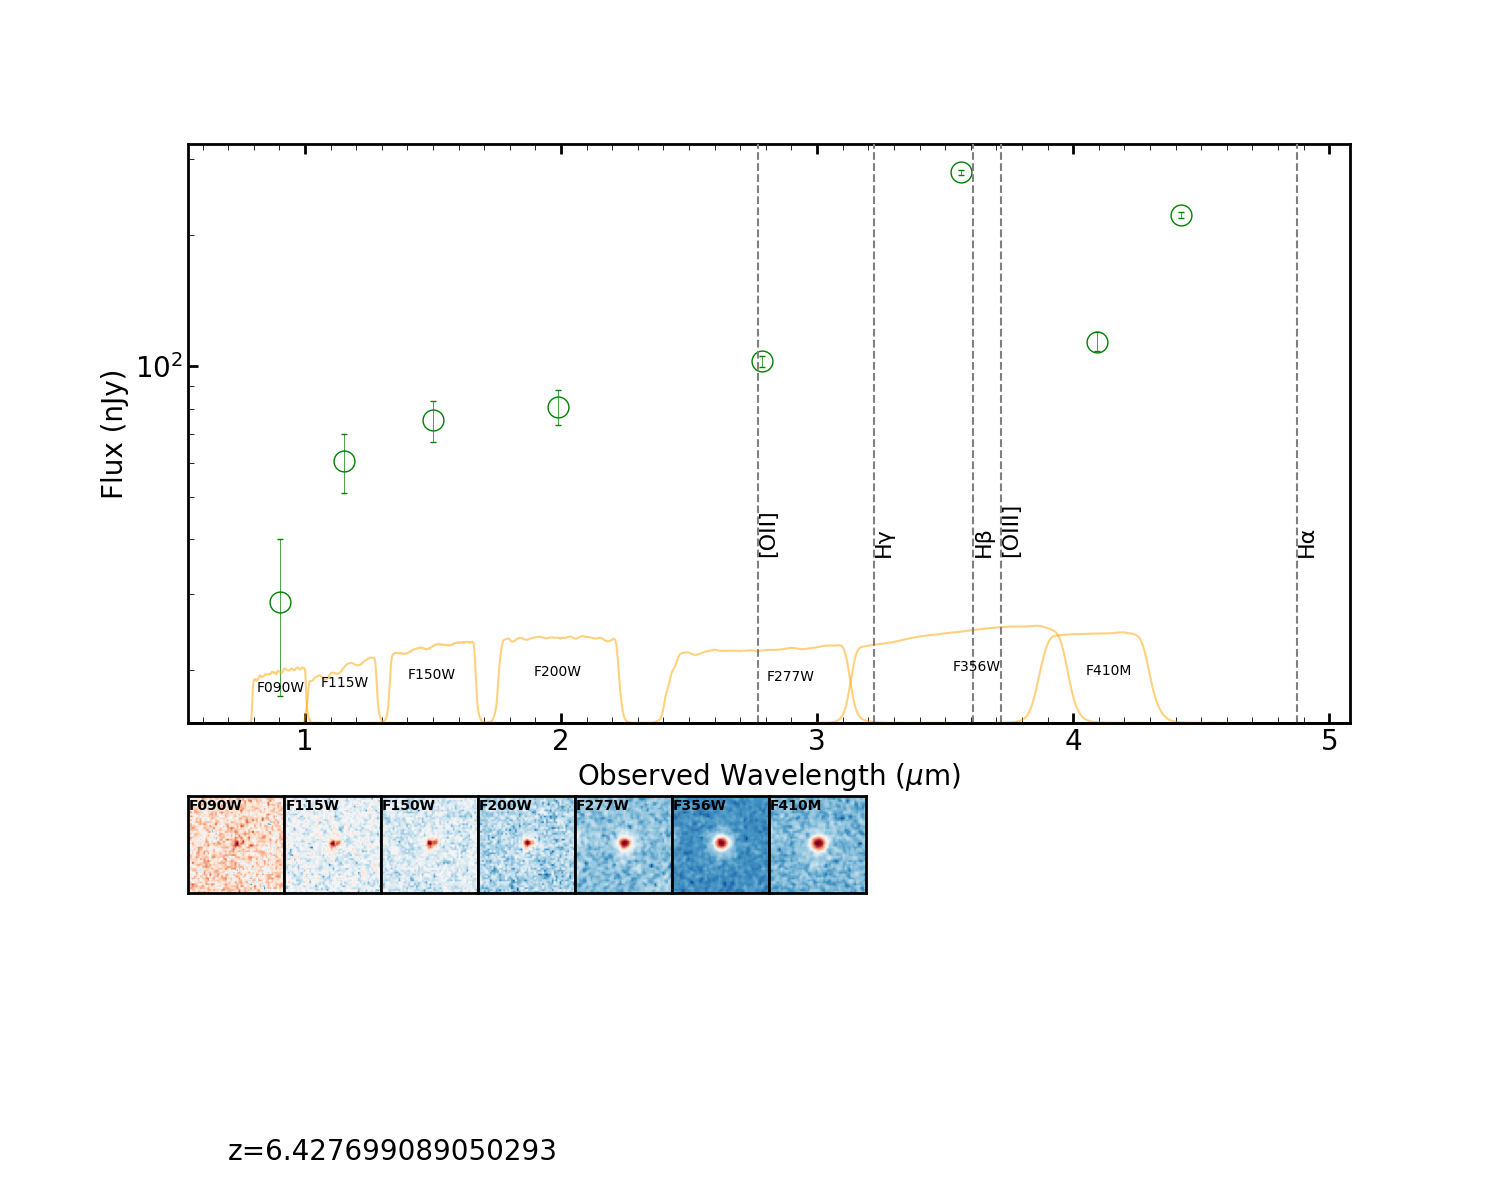 Flux (nJy)
10²
[OII]
Hγ
Hβ
[OIII]
Hα
F090W
F115W
F150W
F200W
F277W
F356W
F410M
1 2 3 4 5
Observed Wavelength (μm)
F090W F115W F150W F200W F277W F356W F410M
z=6.427699089050293